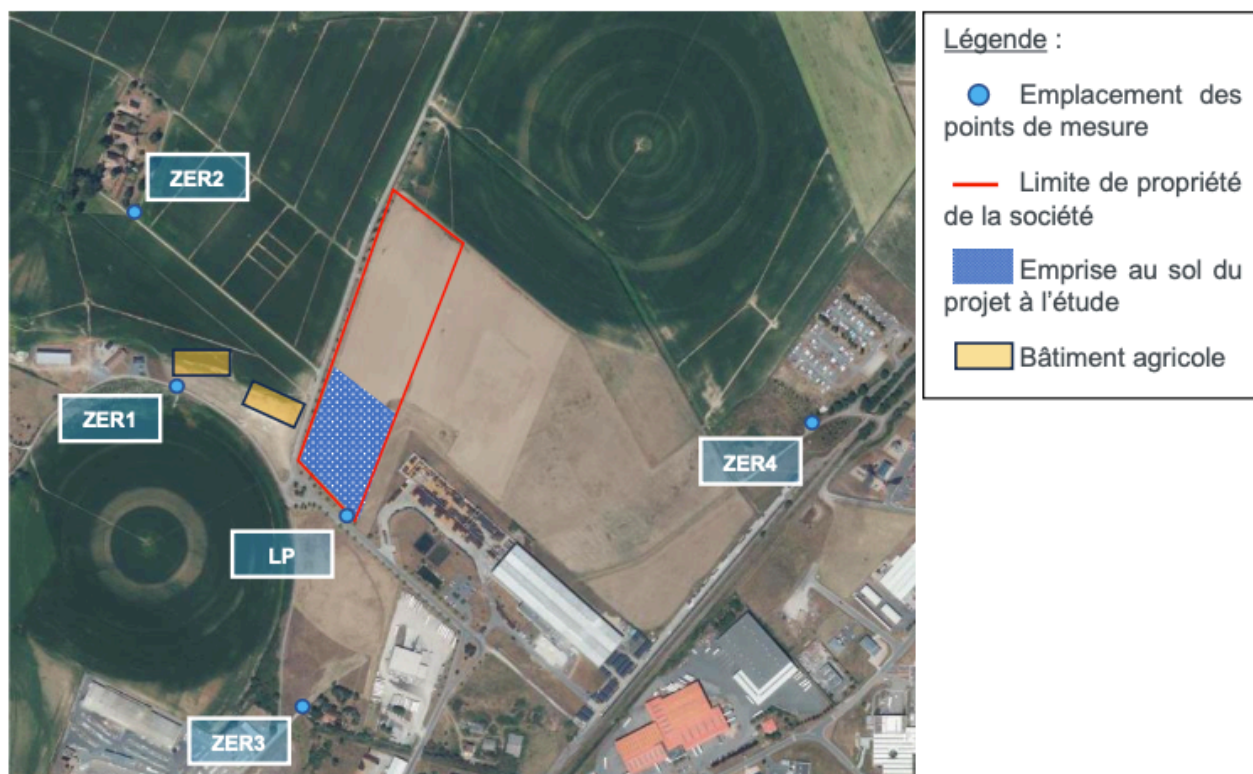 ZER2
ZER1
ZER4
LP
ZER3
Légende :
Emplacement des
points de mesure
Limite de propriété
de la société
Emprise au sol du
projet à l'étude
Bâtiment agricole